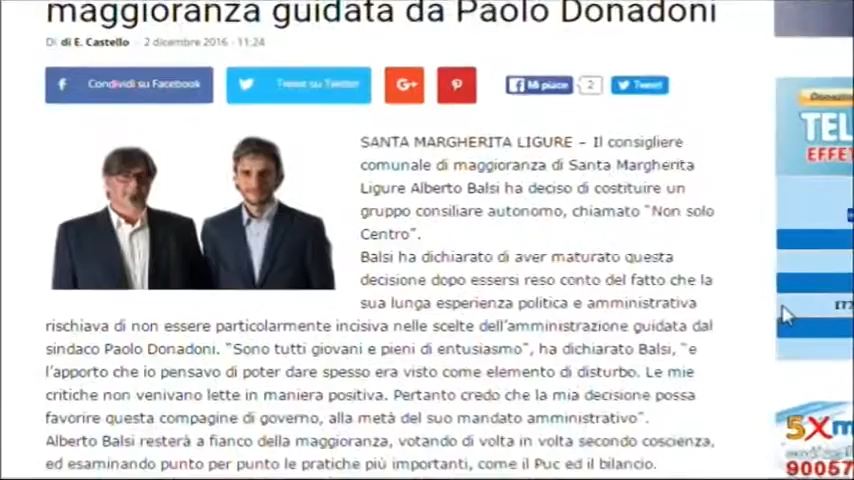 maggioranza guidata da Paolo Donadoni
Di di E. Castello - 2 dicembre 2016 - 11:24
Condividi su Facebook
Tweet su Twitter
G+
Mi piace 2
Tweet
SANTA MARGHERITA LIGURE – Il consigliere
comunale di maggioranza di Santa Margherita
Ligure Alberto Balsi ha deciso di costituire un
gruppo consiliare autonomo, chiamato "Non solo
Centro".
Balsi ha dichiarato di aver maturato questa
decisione dopo essersi reso conto del fatto che la
sua lunga esperienza politica e amministrativa
rischiava di non essere particolarmente incisiva nelle scelte dell'amministrazione guidata dal
sindaco Paolo Donadoni. "Sono tutti giovani e pieni di entusiasmo", ha dichiarato Balsi, "e
l'apporto che io pensavo di poter dare spesso era visto come elemento di disturbo. Le mie
critiche non venivano lette in maniera positiva. Pertanto credo che la mia decisione possa
favorire questa compagine di governo, alla metà del suo mandato amministrativo".
Alberto Balsi resterà a fianco della maggioranza, votando di volta in volta secondo coscienza,
ed esaminando punto per punto le pratiche più importanti, come il Puc ed il bilancio.
TEL
EFFE
IT7
5Xm
90057